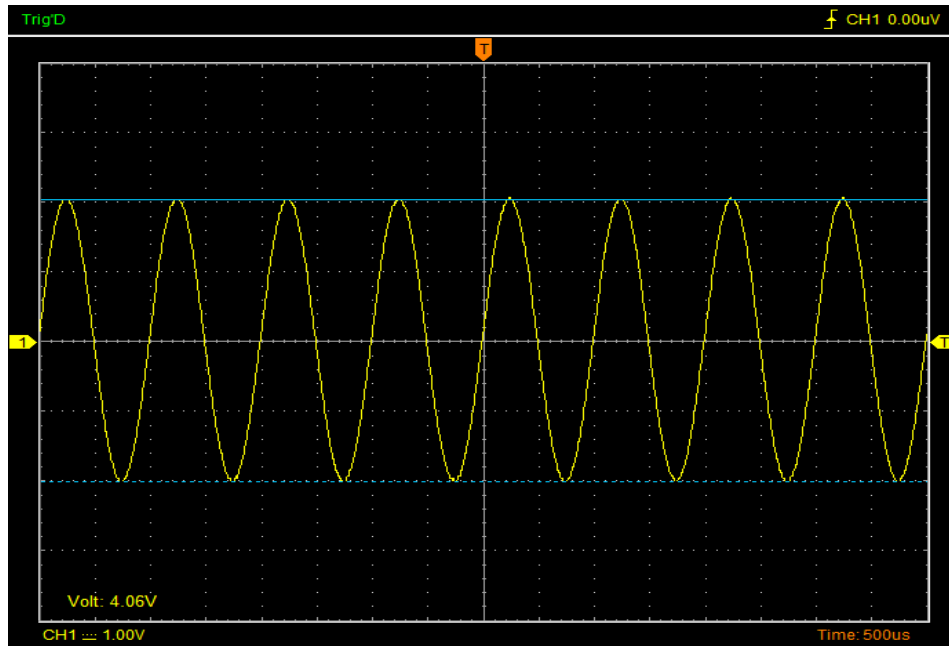 Trig'D CH1 0.00uV
T
1 T
Volt: 4.06V
CH1 1.00V Time: 500us